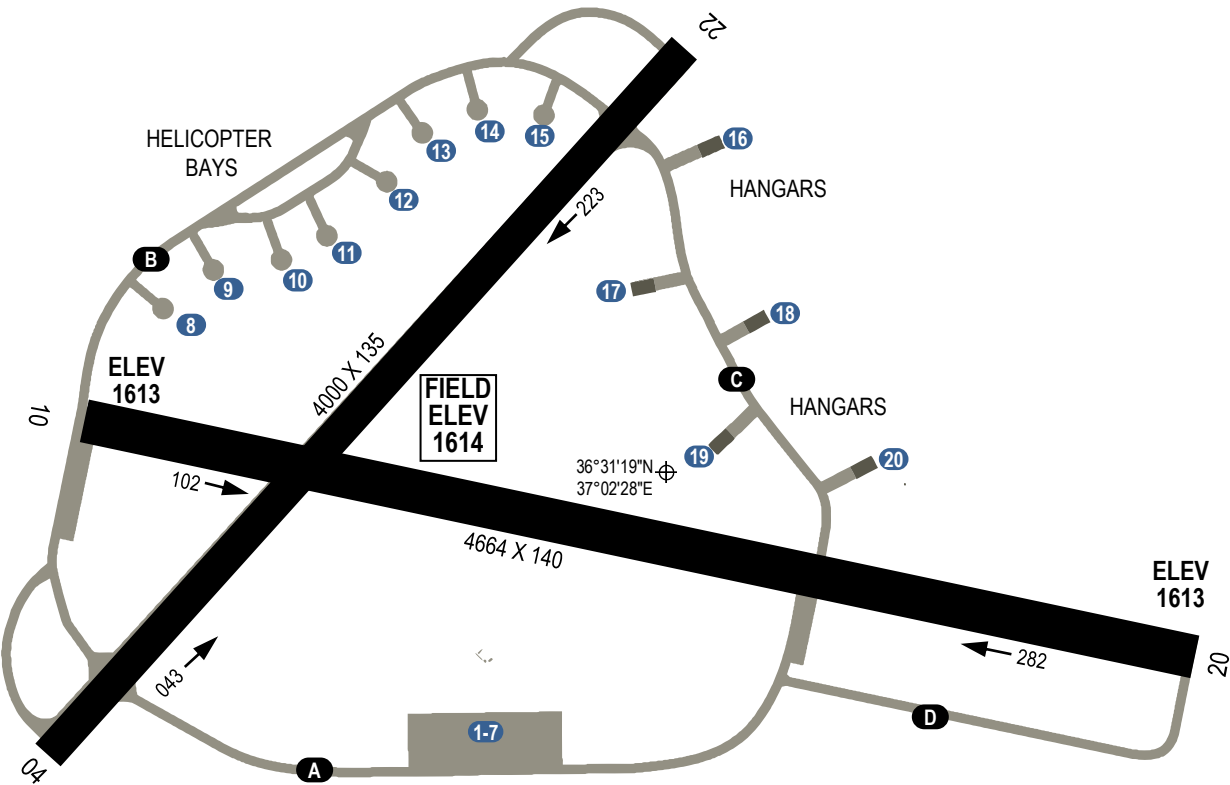 22
HELICOPTER
BAYS
14
15
13
16
HANGARS
12
223
11
B
10
9
17
18
8
4000 X 135
ELEV
1613
FIELD
ELEV
1614
C
HANGARS
10
19
20
36°31'19"N
37°02'28"E
102
4664 X 140
ELEV
1613
043
282
20
1-7
D
A
04